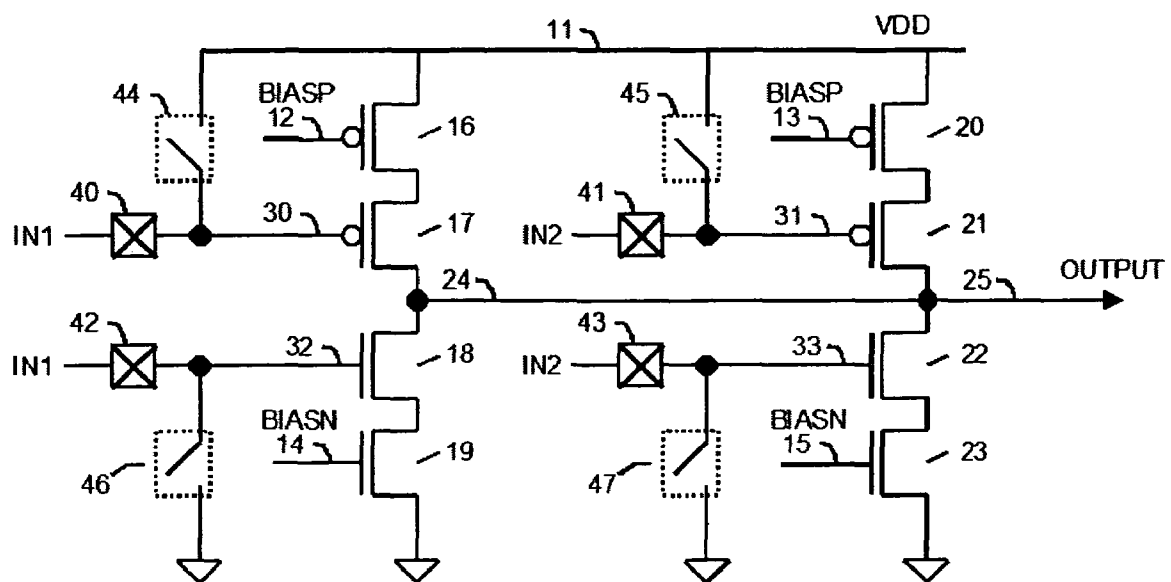 11 VDD
44 BIASP 45 BIASP
12 16 13 20
40 41
IN1 30 17 IN2 31 21
24 25 OUTPUT
42 43
IN1 32 18 IN2 33 22
BIASN BIASN
14 19 15 23
46 47